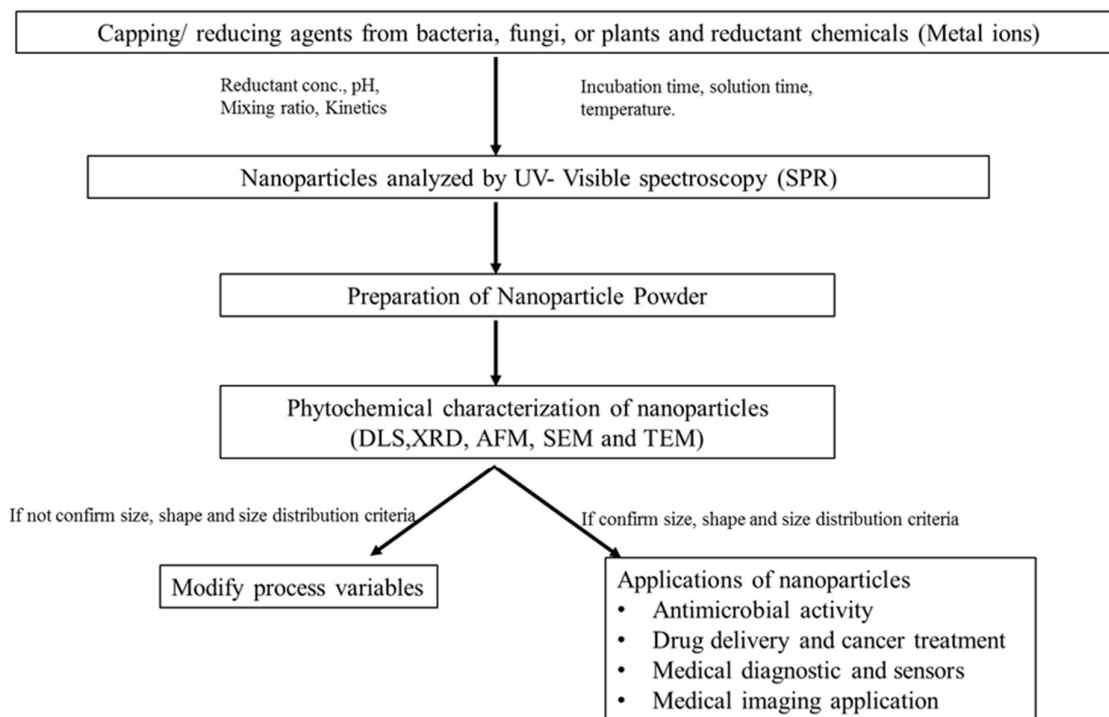 Capping/ reducing agents from bacteria, fungi, or plants and reductant chemicals (Metal ions)
Reductant conc., pH,
Mixing ratio, Kinetics
Incubation time, solution time,
temperature.
Nanoparticles analyzed by UV- Visible spectroscopy (SPR)
Preparation of Nanoparticle Powder
Phytochemical characterization of nanoparticles
(DLS,XRD, AFM, SEM and TEM)
If not confirm size, shape and size distribution criteria
If confirm size, shape and size distribution criteria
Modify process variables
Applications of nanoparticles
• Antimicrobial activity
• Drug delivery and cancer treatment
• Medical diagnostic and sensors
• Medical imaging application